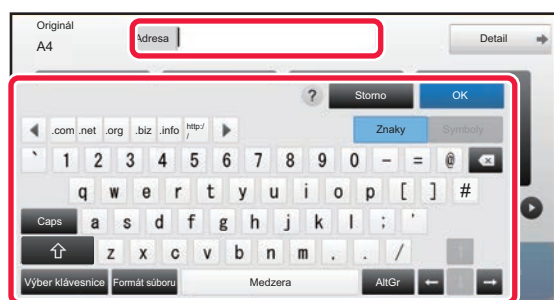 Originál
A4
Adresa
Detail
?
Storno
OK
.com .net .org .biz .info http:/
/
Znaky
Symboly
` 1 2 3 4 5 6 7 8 9 0 - = @
q w e r t y u i o p [ ] #
Caps a s d f g h j k l ; '
z x c v b n m . . /
Výber klávesnice Formát súboru Medzera AltGr